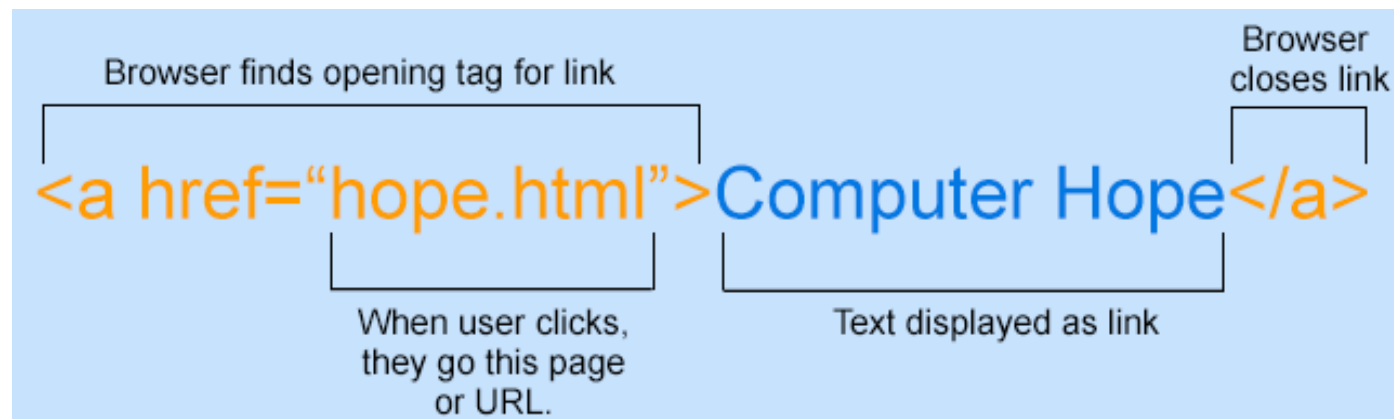 Browser
closes link
Browser finds opening tag for link
<a href=“hope.html”>Computer Hope</a>
When user clicks,
they go this page
or URL.
Text displayed as link